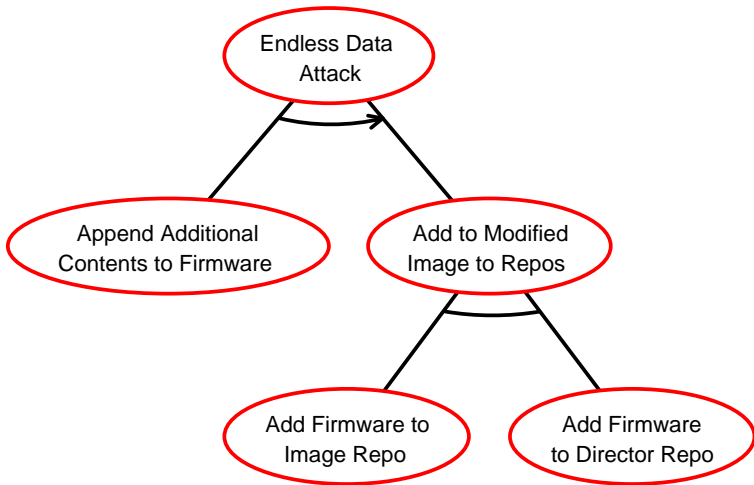 Endless Data
Attack
Append Additional
Contents to Firmware
Add to Modified
Image to Repos
Add Firmware to
Image Repo
Add Firmware
to Director Repo